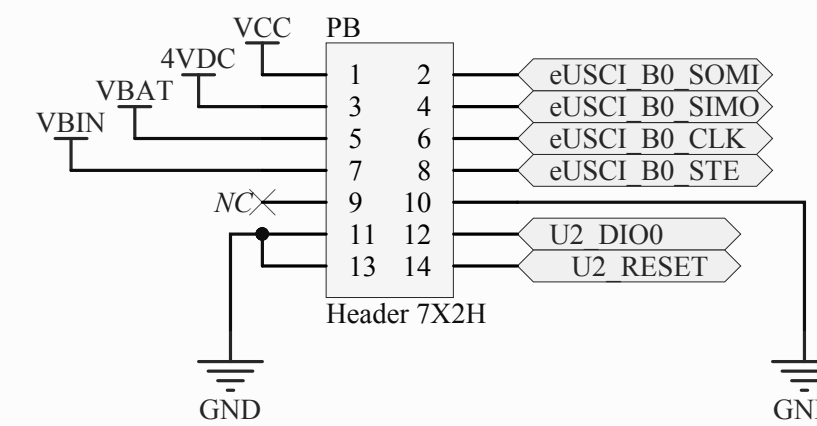 VCC PB
4VDC 1 2 eUSCI_B0_SOMI
VBAT 3 4 eUSCI_B0_SIMO
VBIN 5 6 eUSCI_B0_CLK
7 8 eUSCI_B0_STE
NC 9 10
11 12 U2_DIO0
13 14 U2_RESET
Header 7X2H
GND GN